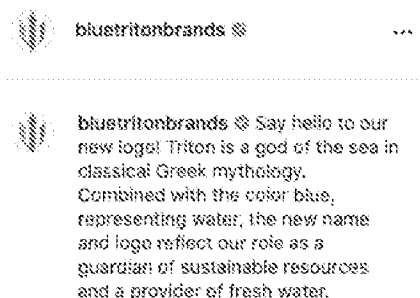 bluetritonbrands
bluetritonbrands Say hello to our
new logo! Triton is a god of the sea in
classical Greek mythology.
Combined with the color blue,
representing water, the new name
and logo reflect our role as a
guardian of sustainable resources
and a provider of fresh water.